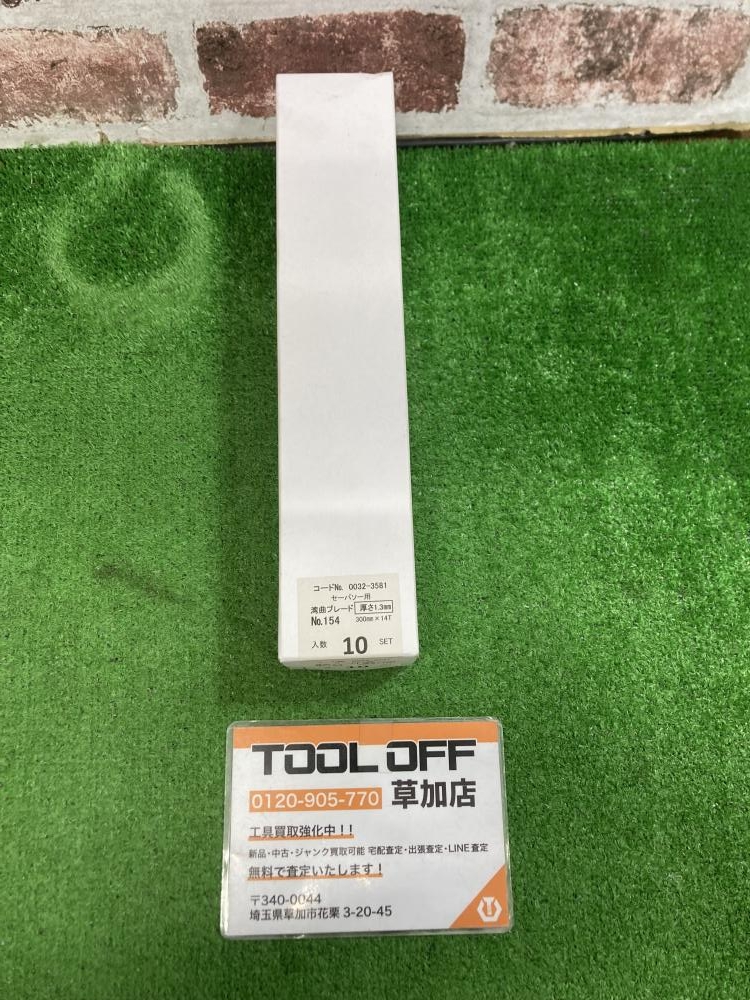 コードNo. 0032-3581
セーバソー用
湾曲ブレード 厚さ1.3mm
No.154 300mm×14T
入数 10 SET
TOOL OFF
0120-905-770 草加店
工具買取強化中!!
新品・中古・ジャンク買取可能 宅配査定・出張査定・LINE査定
無料で査定いたします!
〒340-0044
埼玉県草加市花栗 3-20-45